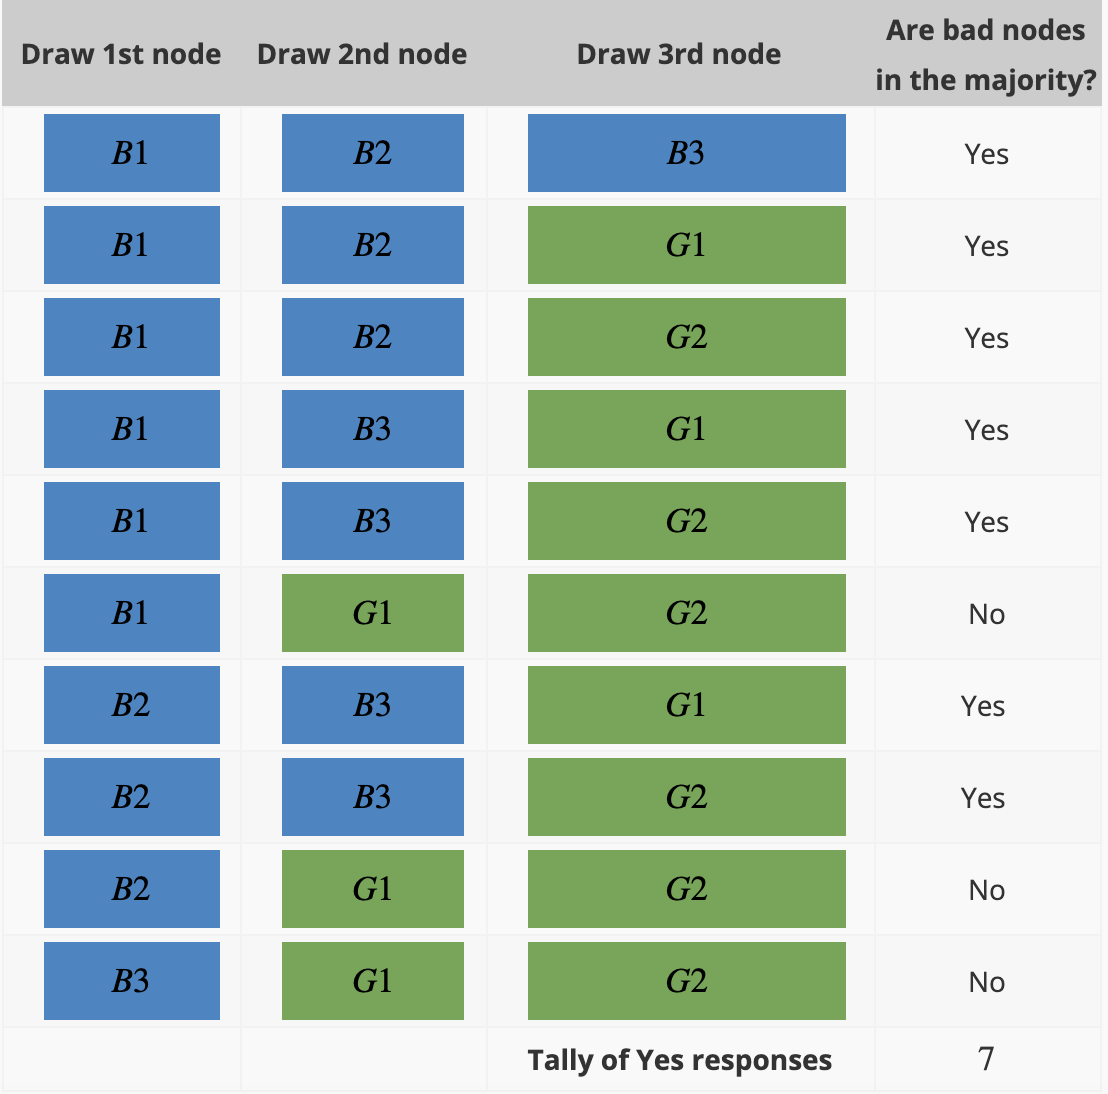 Draw 1st node Draw 2nd node Draw 3rd node Are bad nodes
in the majority?
B1 B2 B3 Yes
B1 B2 G1 Yes
B1 B2 G2 Yes
B1 B3 G1 Yes
B1 B3 G2 Yes
B1 G1 G2 No
B2 B3 G1 Yes
B2 B3 G2 Yes
B2 G1 G2 No
B3 G1 G2 No
Tally of Yes responses 7